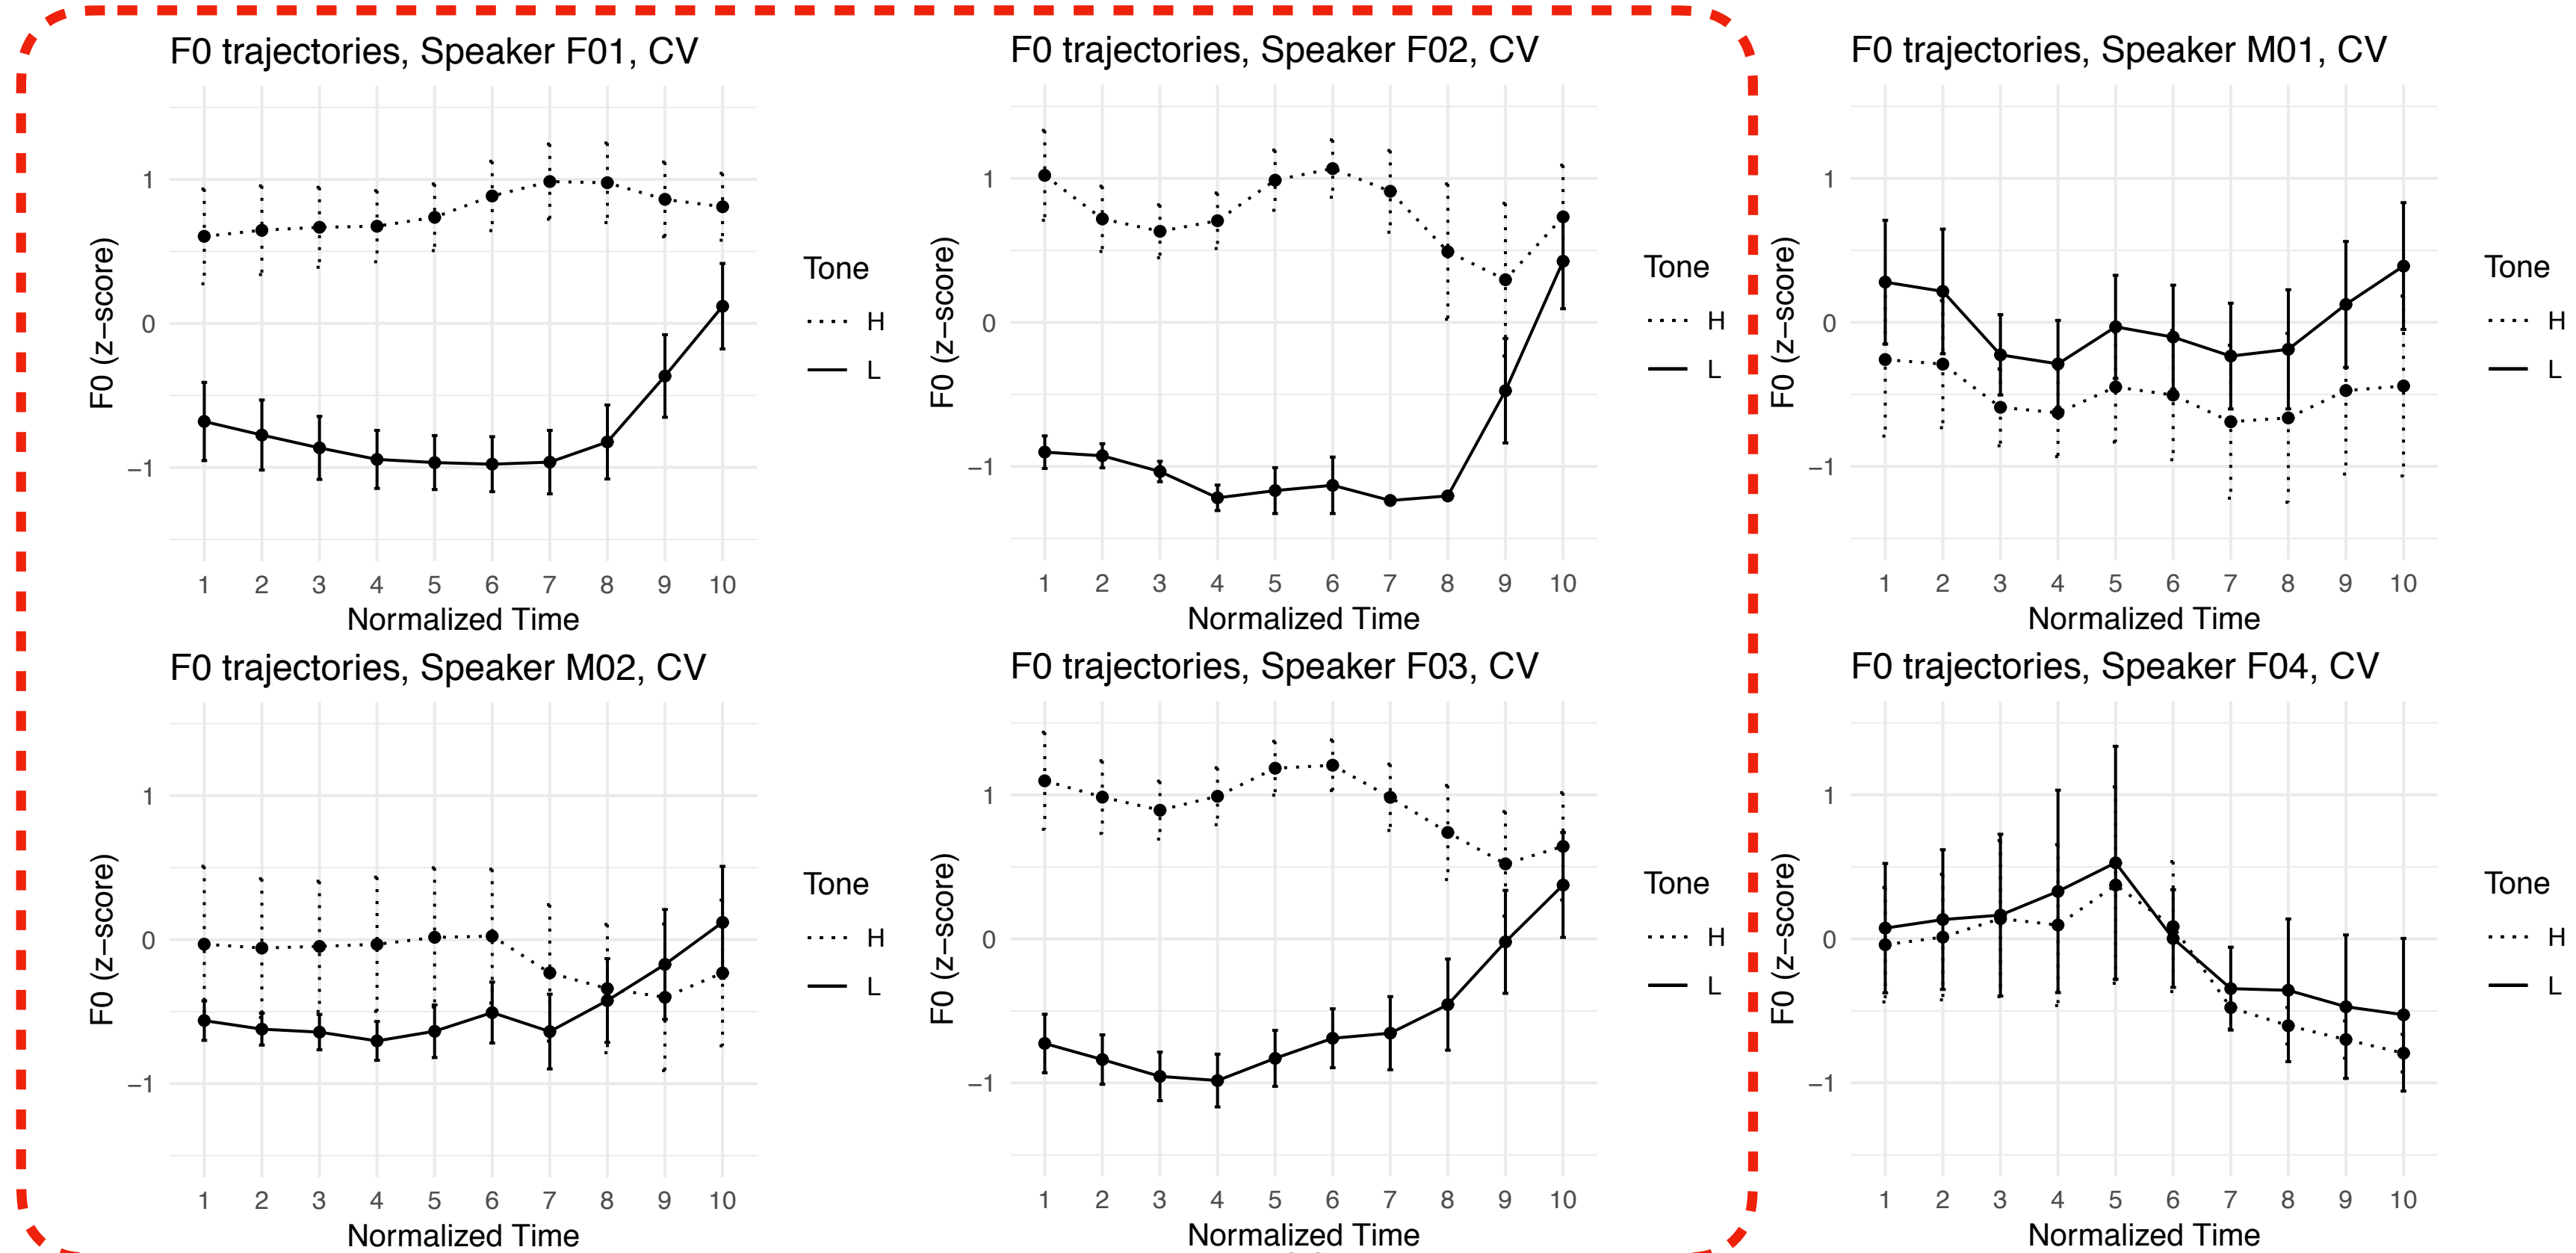 F0 trajectories, Speaker F01, CV
F0 (z−score)
1
0
−1
1 2 3 4 5 6 7 8 9 10
Normalized Time
Tone
H
L
F0 trajectories, Speaker F02, CV
F0 (z−score)
1
0
−1
1 2 3 4 5 6 7 8 9 10
Normalized Time
Tone
H
L
F0 trajectories, Speaker M01, CV
F0 (z−score)
1
0
−1
1 2 3 4 5 6 7 8 9 10
Normalized Time
Tone
H
L
F0 trajectories, Speaker M02, CV
F0 (z−score)
1
0
−1
1 2 3 4 5 6 7 8 9 10
Normalized Time
Tone
H
L
F0 trajectories, Speaker F03, CV
F0 (z−score)
1
0
−1
1 2 3 4 5 6 7 8 9 10
Normalized Time
Tone
H
L
F0 trajectories, Speaker F04, CV
F0 (z−score)
1
0
−1
1 2 3 4 5 6 7 8 9 10
Normalized Time
Tone
H
L